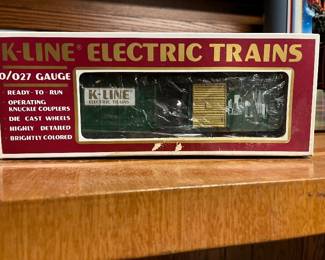 K-LINE® ELECTRIC TRAINS
0/027 GAUGE
READY-TO-RUN
OPERATING
KNUCKLE COUPLERS
DIE CAST WHEELS
HIGHLY DETAILED
BRIGHTLY COLORED
K-LINE
ELECTRIC TRAINS